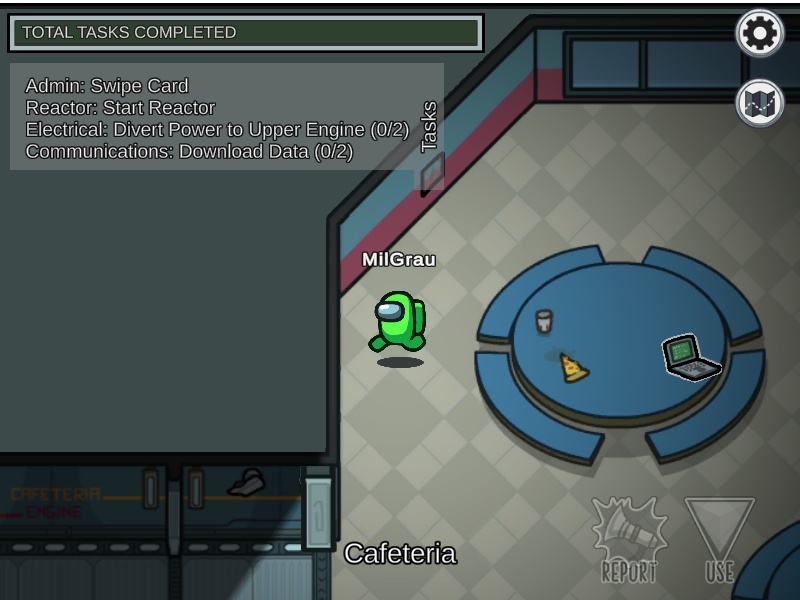 TOTAL TASKS COMPLETED
Admin: Swipe Card
Reactor: Start Reactor
Electrical: Divert Power to Upper Engine (0/2)
Communications: Download Data (0/2)
Tasks
MilGrau
CAFETERIA
ENGINE
Cafeteria
REPORT
USE